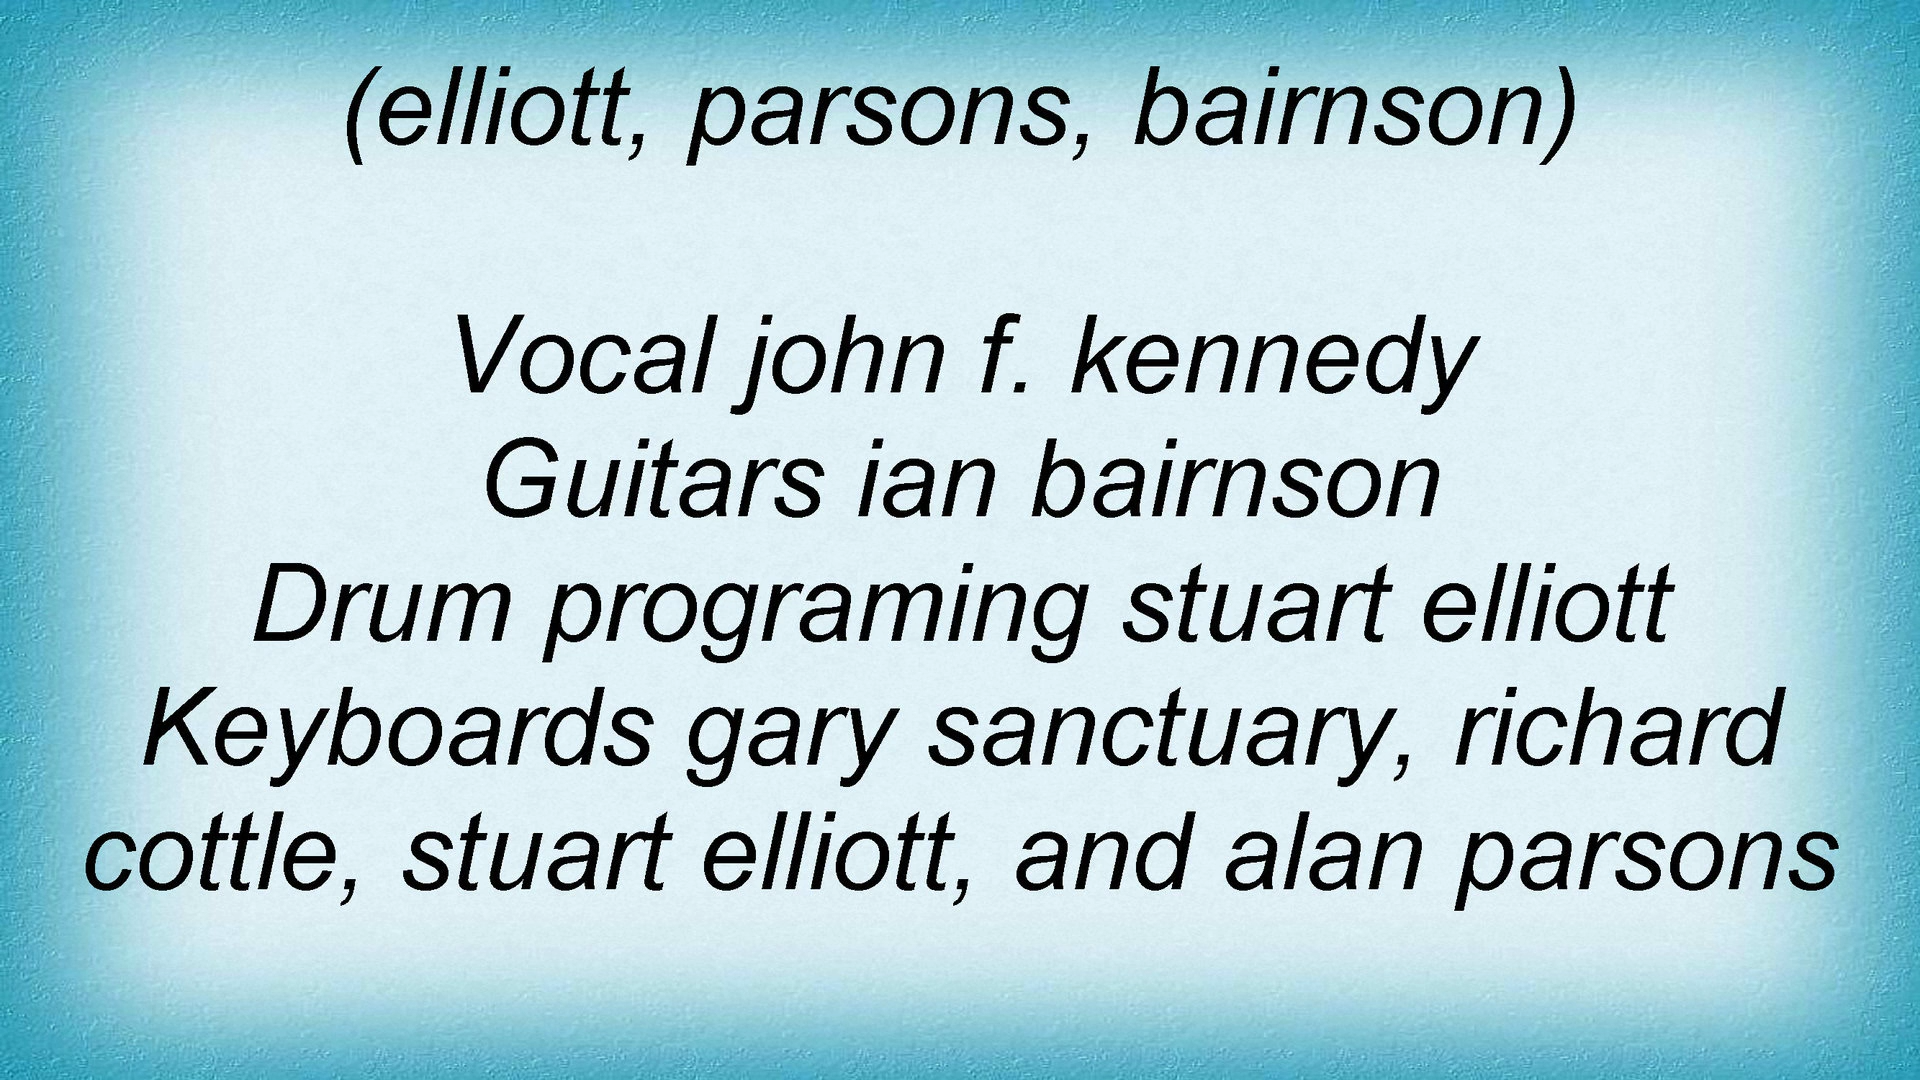 (elliott, parsons, bairnson)
Vocal john f. kennedy
Guitars ian bairnson
Drum programing stuart elliott
Keyboards gary sanctuary, richard
cottle, stuart elliott, and alan parsons